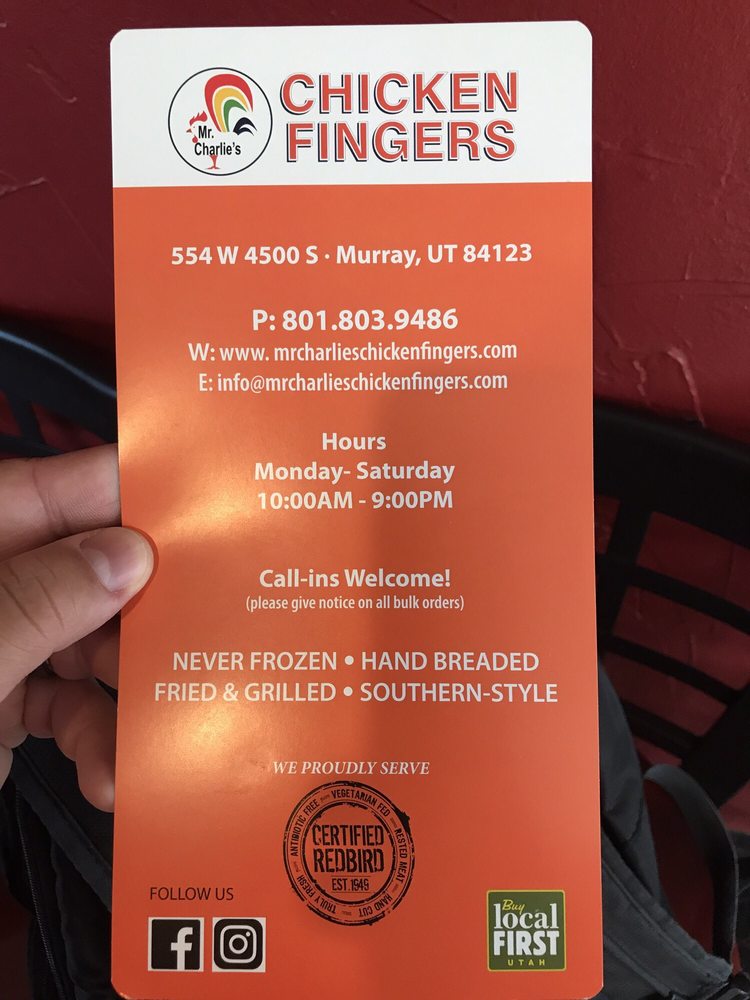 Mr.
Charlie's
CHICKEN
FINGERS
554 W 4500 S · Murray, UT 84123
P: 801.803.9486
W: www. mrcharlieschickenfingers.com
E: info@mrcharlieschickenfingers.com
Hours
Monday- Saturday
10:00AM - 9:00PM
Call-ins Welcome!
(please give notice on all bulk orders)
NEVER FROZEN • HAND BREADED
FRIED & GRILLED • SOUTHERN-STYLE
WE PROUDLY SERVE
ANTIBIOTIC FREE
VEGETARIAN FED
RESTED MEAT
HAND CUT
TRULY FRESH
CERTIFIED
REDBIRD
EST. 1949
FOLLOW US
Buy
local
FIRST
UTAH